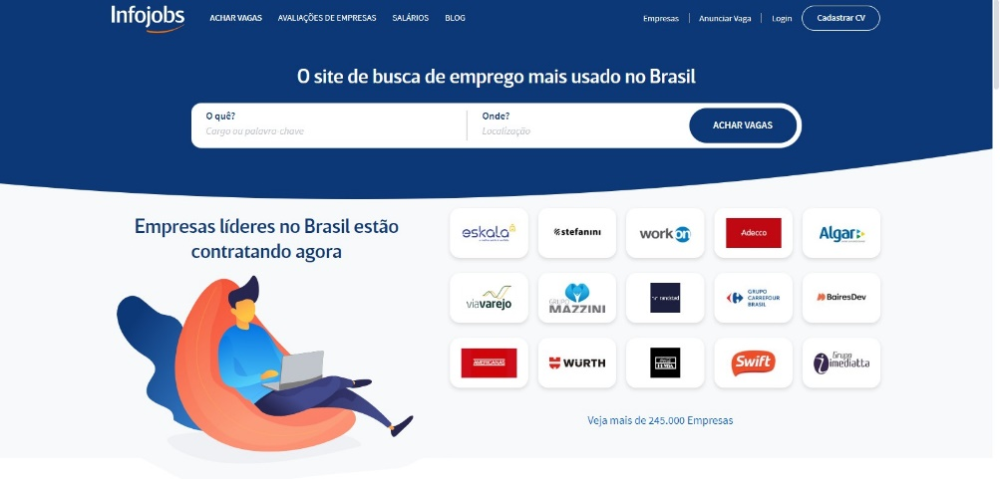 Infojobs
ACHAR VAGAS AVALIAÇÕES DE EMPRESAS SALÁRIOS BLOG
Empresas Anunciar Vaga Login Cadastrar CV
O site de busca de emprego mais usado no Brasil
O quê? Onde?
Cargo ou palavra-chave Localização ACHAR VAGAS
Empresas líderes no Brasil estão
contratando agora
eskala
stefanini
workon
Adecco
Algar
viavarejo
GRUPO
MAZZINI
randstad
GRUPO
CARREFOUR
BRASIL
BairesDev
AMERICANAS
WÜRTH
Swift
Grupo
imediatta
Veja mais de 245.000 Empresas